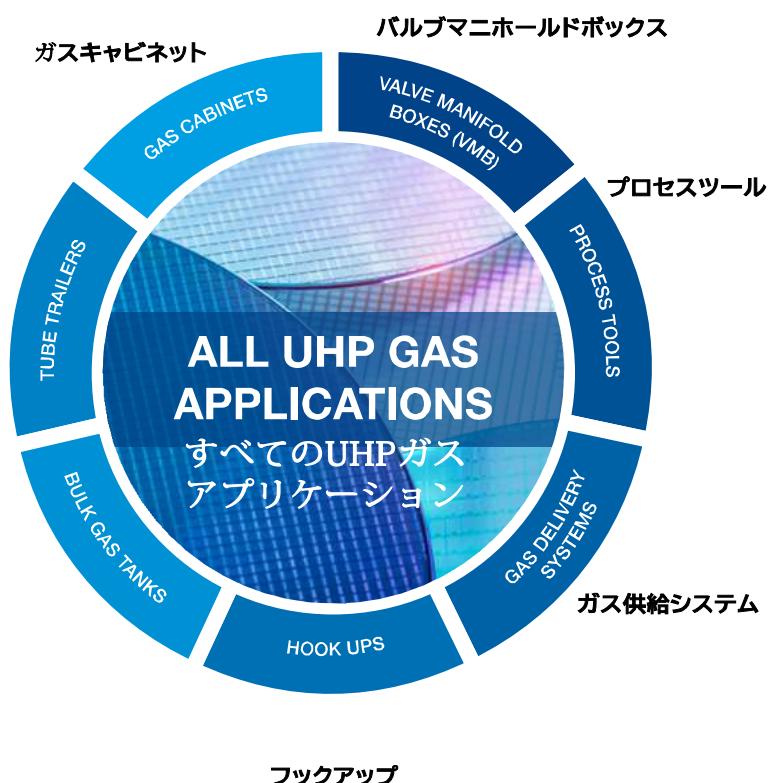 バルブマニホールドボックス
ガスキャビネット
GAS CABINETS
VALVE MANIFOLD
BOXES (VMB)
プロセスツール
PROCESS TOOLS
TUBE TRAILERS
ALL UHP GAS
APPLICATIONS
すべてのUHPガス
アプリケーション
BULK GAS TANKS
GAS DELIVERY
SYSTEMS
ガス供給システム
HOOK UPS
フックアップ